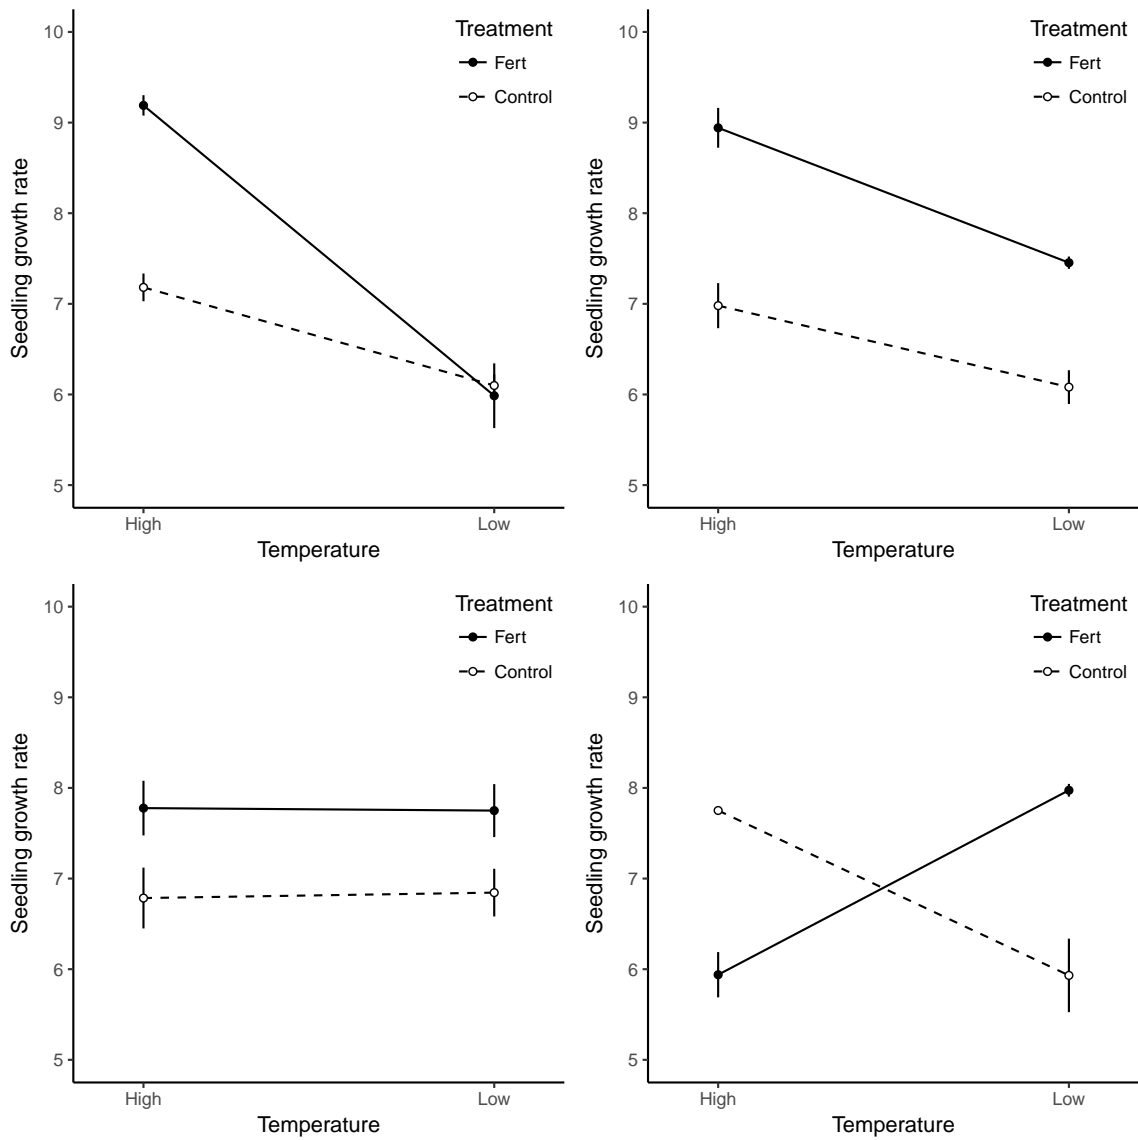 Treatment
Fert
Control
10
9
8
7
6
5
Seedling growth rate
High
Low
Temperature
Treatment
Fert
Control
10
9
8
7
6
5
Seedling growth rate
High
Low
Temperature
Treatment
Fert
Control
10
9
8
7
6
5
Seedling growth rate
High
Low
Temperature
Treatment
Fert
Control
10
9
8
7
6
5
Seedling growth rate
High
Low
Temperature